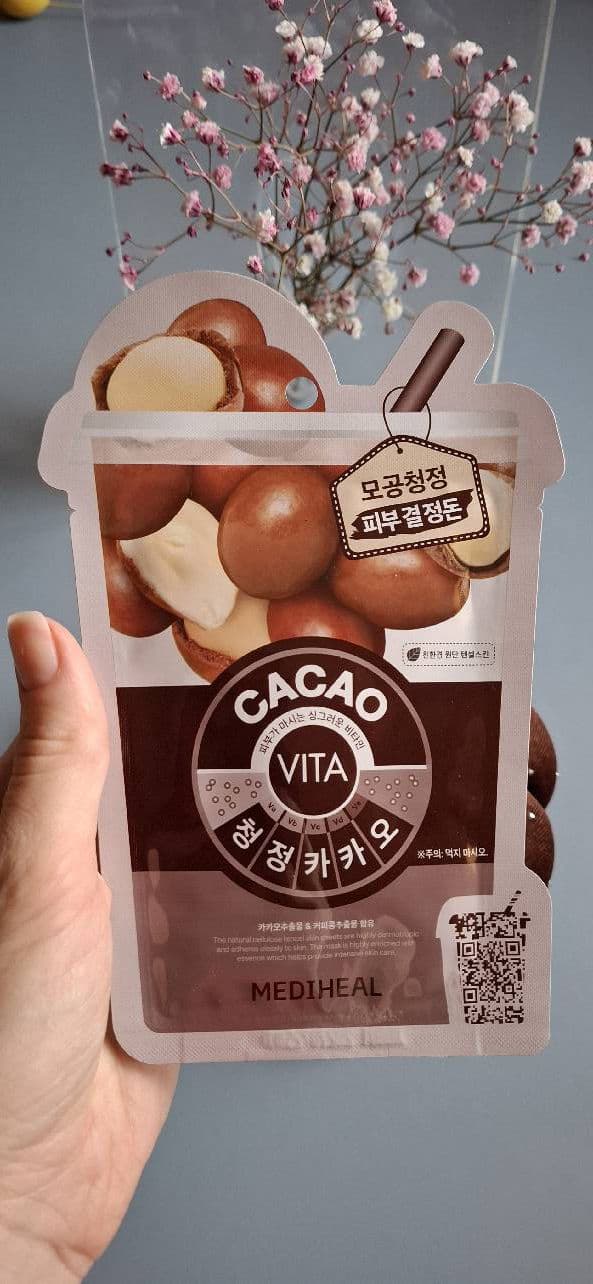 모공청정
피부 결정돈
친환경 원단 텐셀스킨
CACAO
피부가 마시는 싱그러운 비타민
VITA
Va Vb Vc Vd Ve
청정카카오
※주의: 먹지 마시오.
카카오추출물 & 커피콩추출물 함유
The natural cellulose tencel skin sheets are highly dermotropic
and adheres closely to skin. The mask is highly enriched with
essence which helps provide intensive skin care.
MEDIHEAL